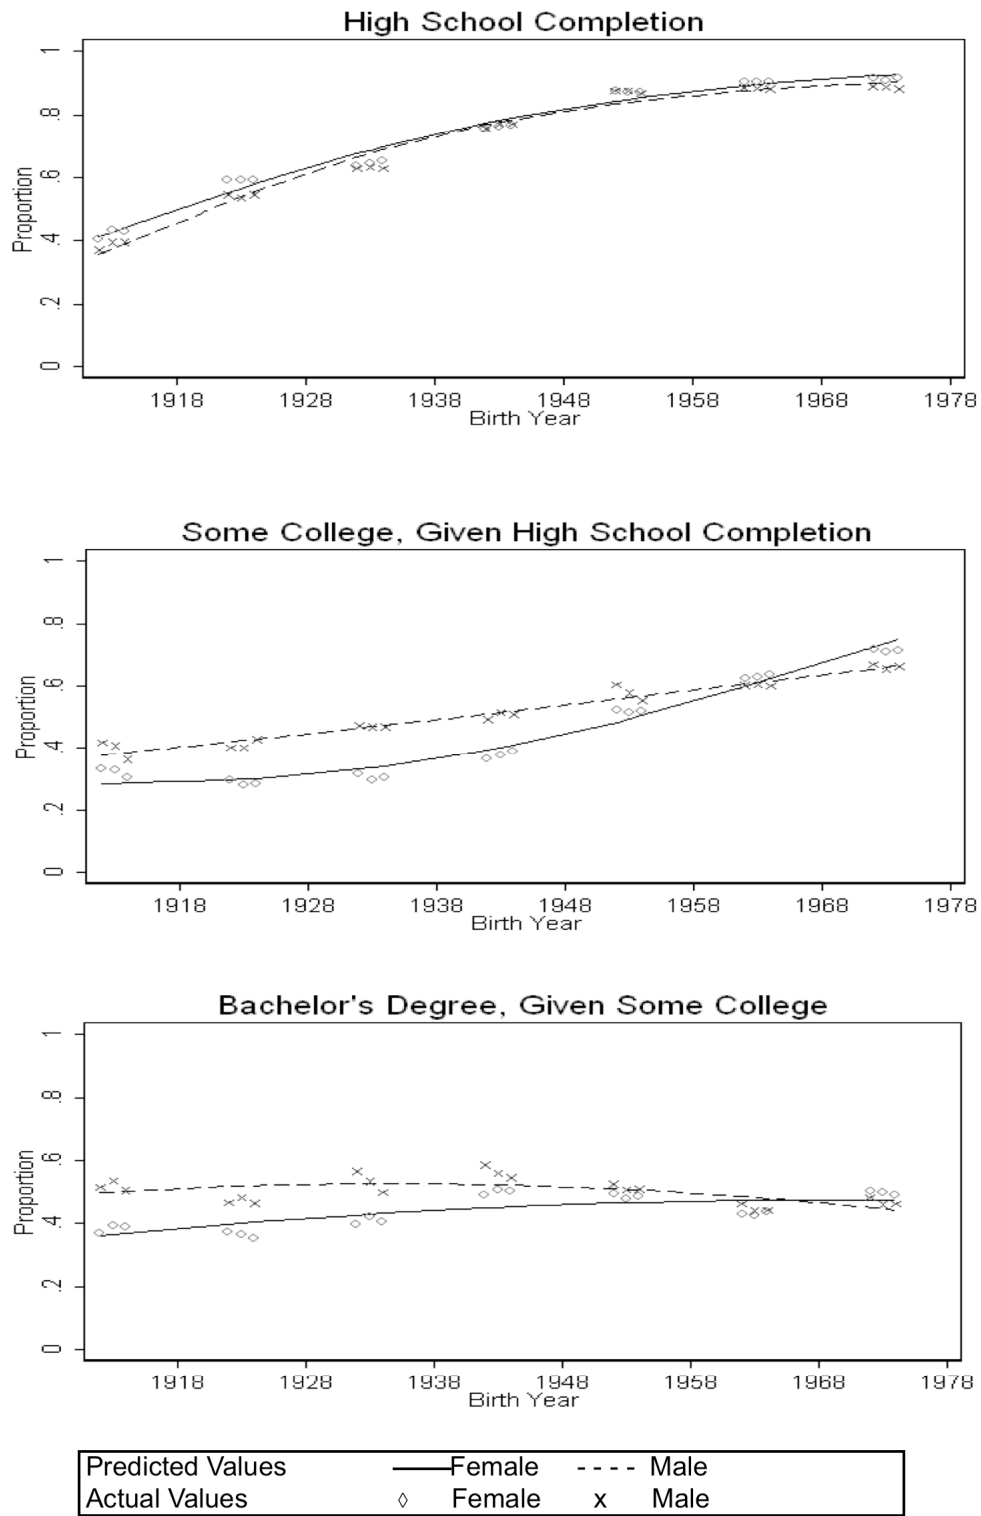 High School Completion
1
.8
.6
.4
.2
0
Proportion
1918 1928 1938 1948 1958 1968 1978
Birth Year
Some College, Given High School Completion
1
.8
.6
.4
.2
0
Proportion
1918 1928 1938 1948 1958 1968 1978
Birth Year
Bachelor's Degree, Given Some College
1
.8
.6
.4
.2
0
Proportion
1918 1928 1938 1948 1958 1968 1978
Birth Year
Predicted Values Female Male
Actual Values ◊ Female x Male